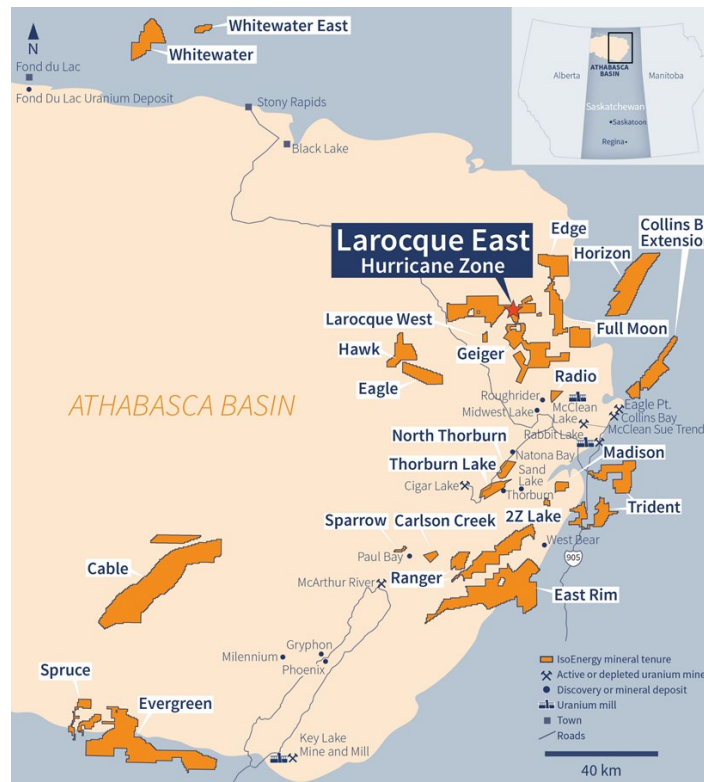 Whitewater East
Whitewater
N
Fond du Lac
Fond Du Lac Uranium Deposit
Stony Rapids
Black Lake
ATHABASCA
BASIN
Alberta
Manitoba
Saskatchewan
Saskatoon
Regina
Larocque East
Hurricane Zone
Edge
Collins B
Extension
Horizon
Larocque West
Full Moon
Hawk
Geiger
Eagle
Radio
ATHABASCA BASIN
Roughrider
Midwest Lake
McClean
Lake
Eagle Pt.
Collins Bay
McClean Sue Trend
Rabbit Lake
North Thorburn
Natona Bay
Madison
Thorburn Lake
Sand
Lake
Cigar Lake
Thorburn
Trident
2Z Lake
Sparrow
Carlson Creek
West Bear
Paul Bay
905
Cable
McArthur River
Ranger
East Rim
Gryphon
Milennium
Phoenix
Spruce
Evergreen
Key Lake
Mine and Mill
IsoEnergy mineral tenure
Active or depleted uranium mine
Discovery or mineral deposit
Uranium mill
Town
Roads
40 km